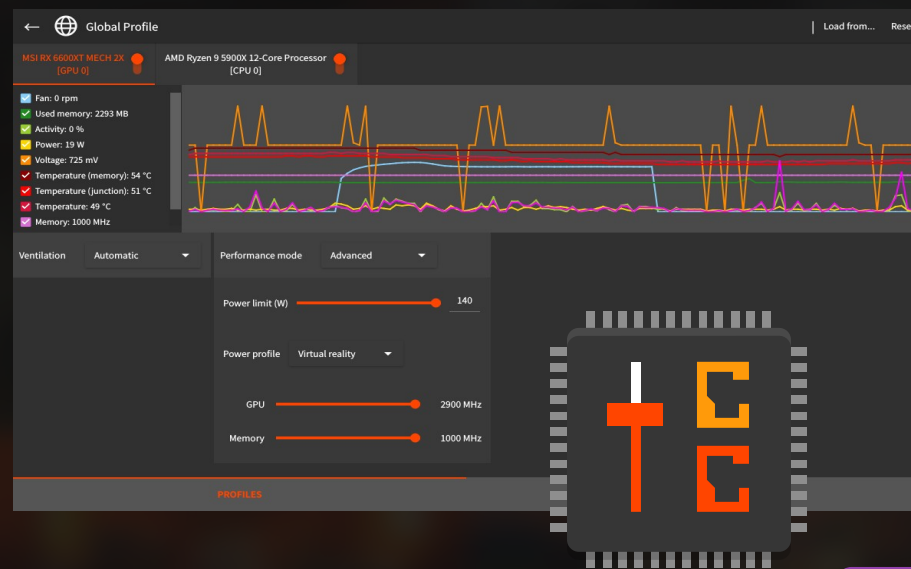 Global Profile
Load from...
MSI RX 6600XT MECH 2X
[GPU 0]
AMD Ryzen 9 5900X 12-Core Processor
[CPU 0]
Fan: 0 rpm
Used memory: 2293 MB
Activity: 0 %
Power: 19 W
Voltage: 725 mV
Temperature (memory): 54 °C
Temperature (junction): 51 °C
Temperature: 49 °C
Memory: 1000 MHz
Ventilation Automatic
Performance mode Advanced
Power limit (W) 140
Power profile Virtual reality
GPU 2900 MHz
Memory 1000 MHz
PROFILES
CC